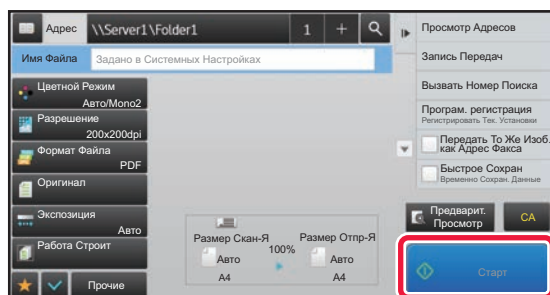 Адрес
\\Server1\Folder1
1
+
Имя Файла
Задано в Системных Настройках
Цветной Режим
Авто/Mono2
Разрешение
200x200dpi
Формат Файла
PDF
Оригинал
Экспозиция
Авто
Работа Строит
Прочие
Размер Скан-Я
100%
Размер Отпр-Я
Авто
Авто
A4
A4
Просмотр Адресов
Запись Передач
Вызвать Номер Поиска
Програм. регистрация
Регистрировать Тек. Установки
Передать То Же Изоб.
как Адрес Факса
Быстрое Сохран
Временно Сохран. Данные
Предварит.
Просмотр
CA
Старт